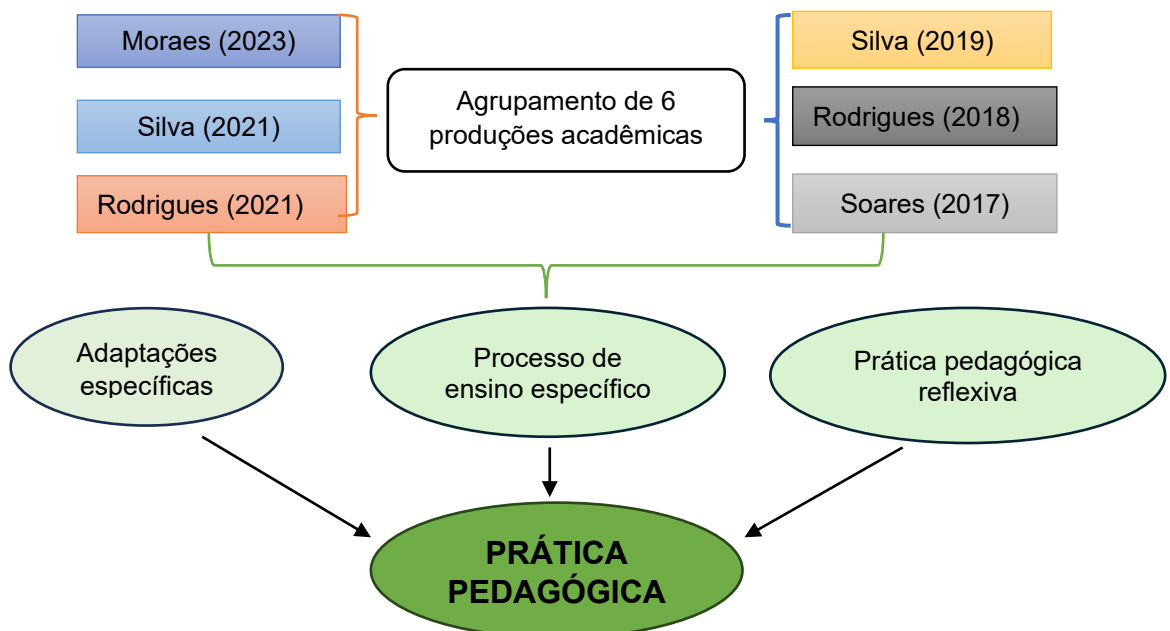 Moraes (2023)
Silva (2021)
Rodrigues (2021)
Agrupamento de 6
produções acadêmicas
Silva (2019)
Rodrigues (2018)
Soares (2017)
Adaptações
específicas
Processo de
ensino específico
Prática pedagógica
reflexiva
PRÁTICA
PEDAGÓGICA